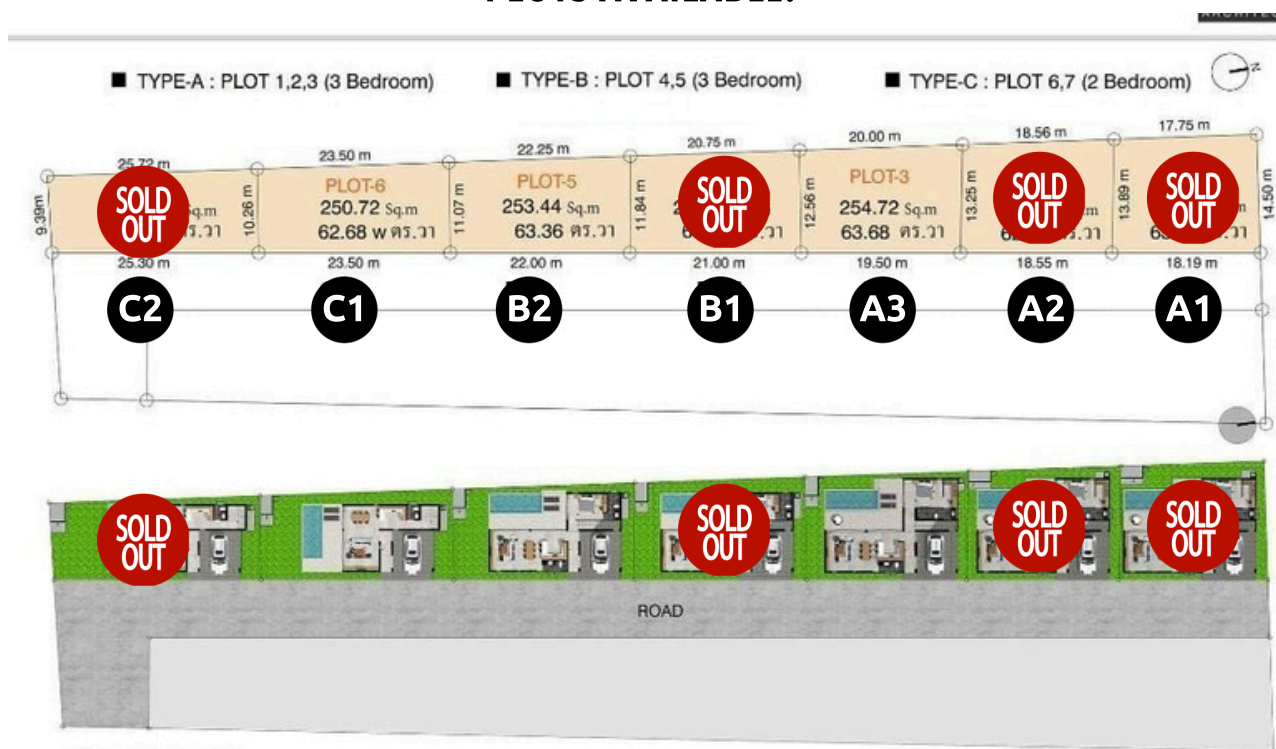 ■ TYPE-A : PLOT 1,2,3 (3 Bedroom) ■ TYPE-B : PLOT 4,5 (3 Bedroom) ■ TYPE-C : PLOT 6,7 (2 Bedroom)
N
25.72 m 23.50 m 22.25 m 20.75 m 20.00 m 18.56 m 17.75 m
9.39m
SOLD
OUT
Sq.m
ตร.วา
10.26 m
PLOT-6
250.72 Sq.m
62.68 w ตร.วา
11.07 m
PLOT-5
253.44 Sq.m
63.36 ตร.วา
11.84 m
SOLD
OUT
12.56 m
PLOT-3
254.72 Sq.m
63.68 ตร.วา
13.25 m
SOLD
OUT
13.89 m
SOLD
OUT
14.50 m
25.30 m 23.50 m 22.00 m 21.00 m 19.50 m 18.55 m 18.19 m
C2 C1 B2 B1 A3 A2 A1
SOLD
OUT
SOLD
OUT
SOLD
OUT
SOLD
OUT
ROAD